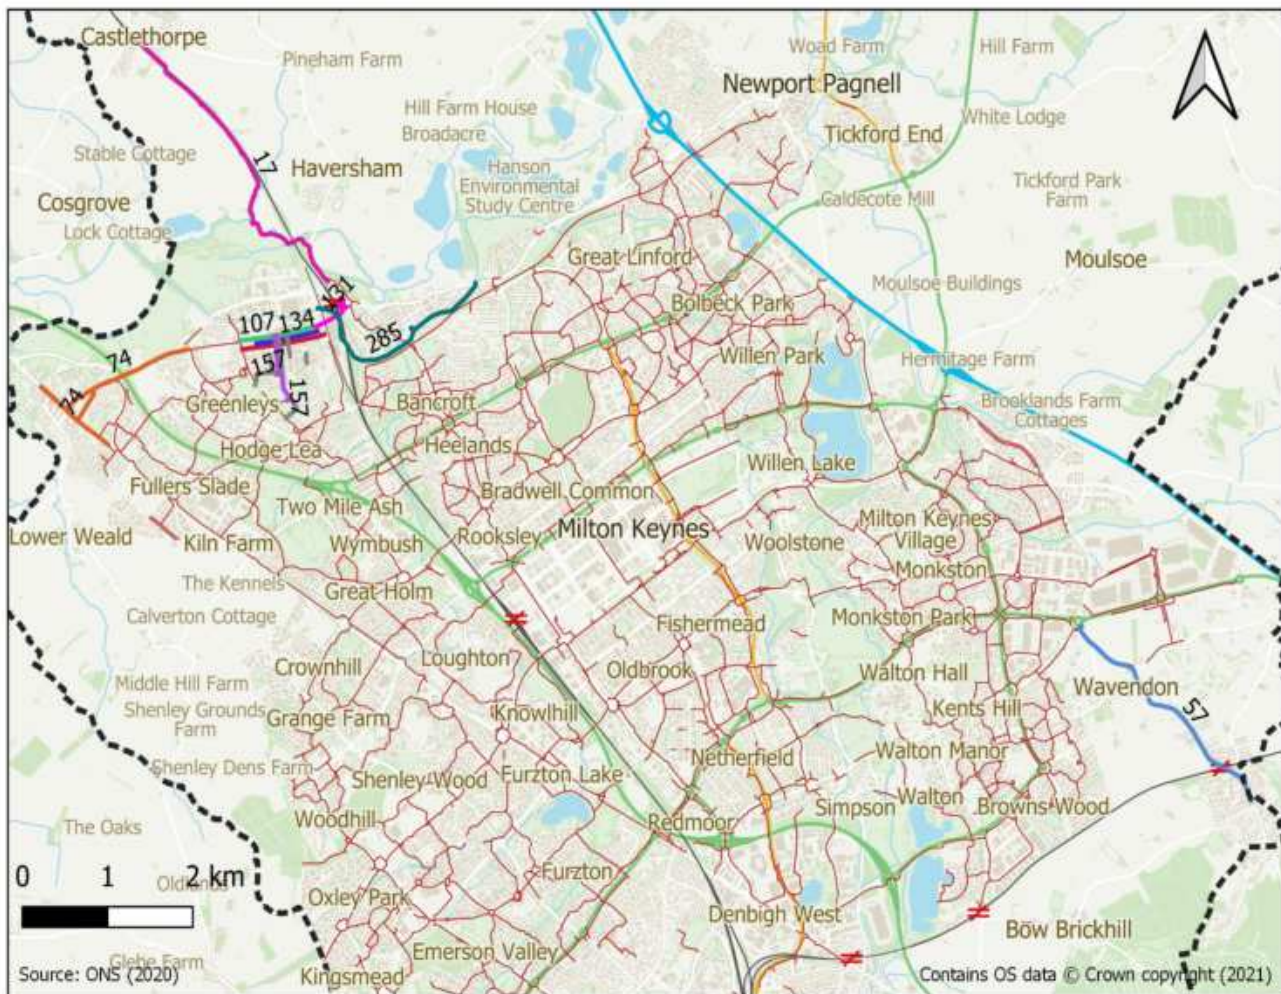 Castlethorpe
Pineham Farm
Woad Farm
Hill Farm
Newport Pagnell
Hill Farm House
Broadacre
White Lodge
Tickford End
Stable Cottage
17
Haversham
Hanson
Environmental
Study Centre
Tickford Park
Farm
Cosgrove
Caldecote Mill
Lock Cottage
Great Linford
Moulsoe
Moulsoe Buildings
131
Bolbeck Park
107
134
285
74
157
Willen Park
Hermitage Farm
74
157
Greenleys
Bancroft
Brooklands Farm
Cottages
Hodge Lea
Heelands
Willen Lake
Fullers Slade
Bradwell Common
Two Mile Ash
Milton Keynes
Milton Keynes
Village
Lower Weald
Kiln Farm
Wymbush
Rooksley
Woolstone
Monkston
The Kennels
Great Holm
Calverton Cottage
Fishermead
Monkston Park
Crownhill
Loughton
Oldbrook
Walton Hall
Middle Hill Farm
Wavendon
57
Shenley Grounds
Farm
Grange Farm
Knowlhill
Kents Hill
Netherfield
Walton Manor
Shenley Dens Farm
Shenley Wood
Furzton Lake
Simpson
Walton
Browns Wood
Woodhill
Redmoor
The Oaks
0 1 2 km
Oldlands
Furzton
Oxley Park
Denbigh West
Bow Brickhill
Emerson Valley
Glebe Farm
Kingsmead
Source: ONS (2020)
Contains OS data © Crown copyright (2021)